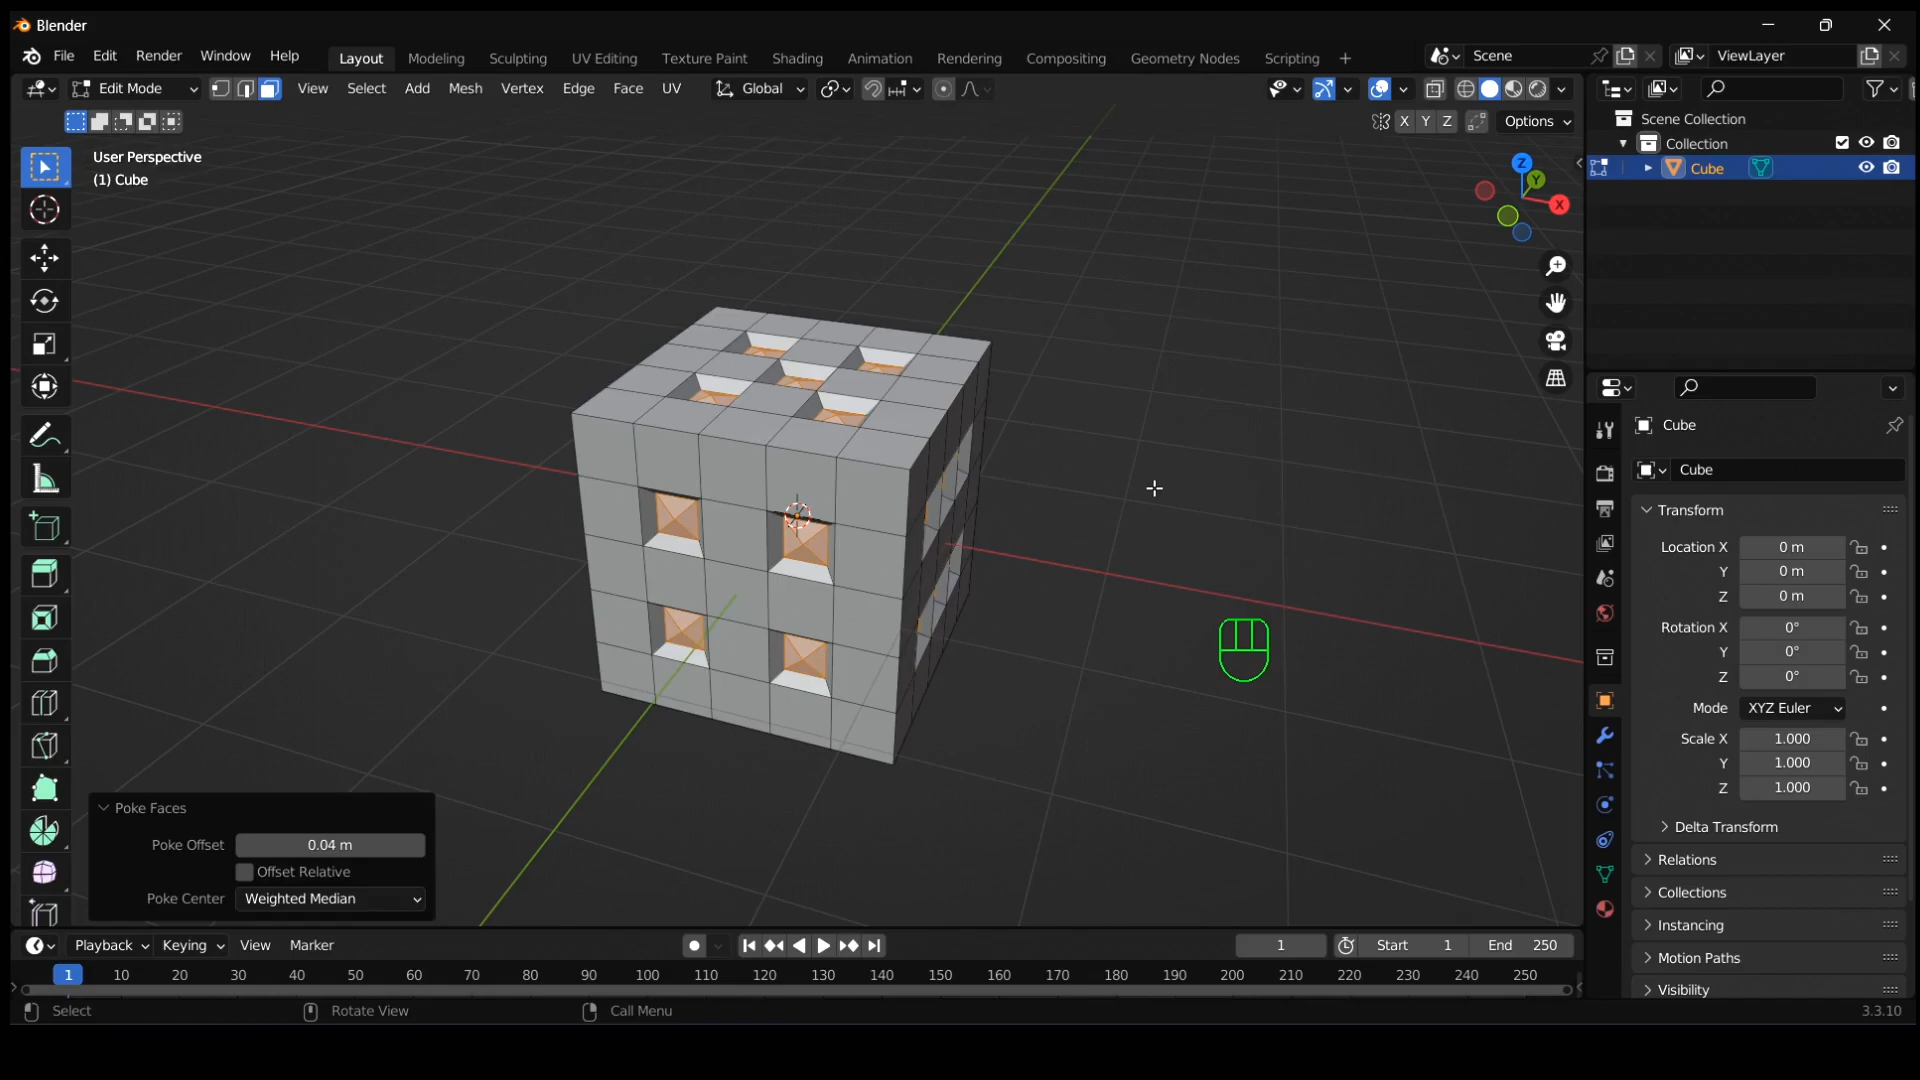 Blender
File Edit Render Window Help Layout Modeling Sculpting UV Editing Texture Paint Shading Animation Rendering Compositing Geometry Nodes Scripting + Scene ViewLayer
Edit Mode View Select Add Mesh Vertex Edge Face UV Global
X Y Z Options
User Perspective
(1) Cube
Z
Y
X
Scene Collection
Collection
Cube
Cube
Cube
Transform
Location X 0 m
Y 0 m
Z 0 m
Rotation X 0°
Y 0°
Z 0°
Mode XYZ Euler
Scale X 1.000
Y 1.000
Z 1.000
Delta Transform
Relations
Collections
Instancing
Motion Paths
Visibility
Poke Faces
Poke Offset 0.04 m
Offset Relative
Poke Center Weighted Median
Playback Keying View Marker 1 Start 1 End 250
1 10 20 30 40 50 60 70 80 90 100 110 120 130 140 150 160 170 180 190 200 210 220 230 240 250
Select Rotate View Call Menu 3.3.10